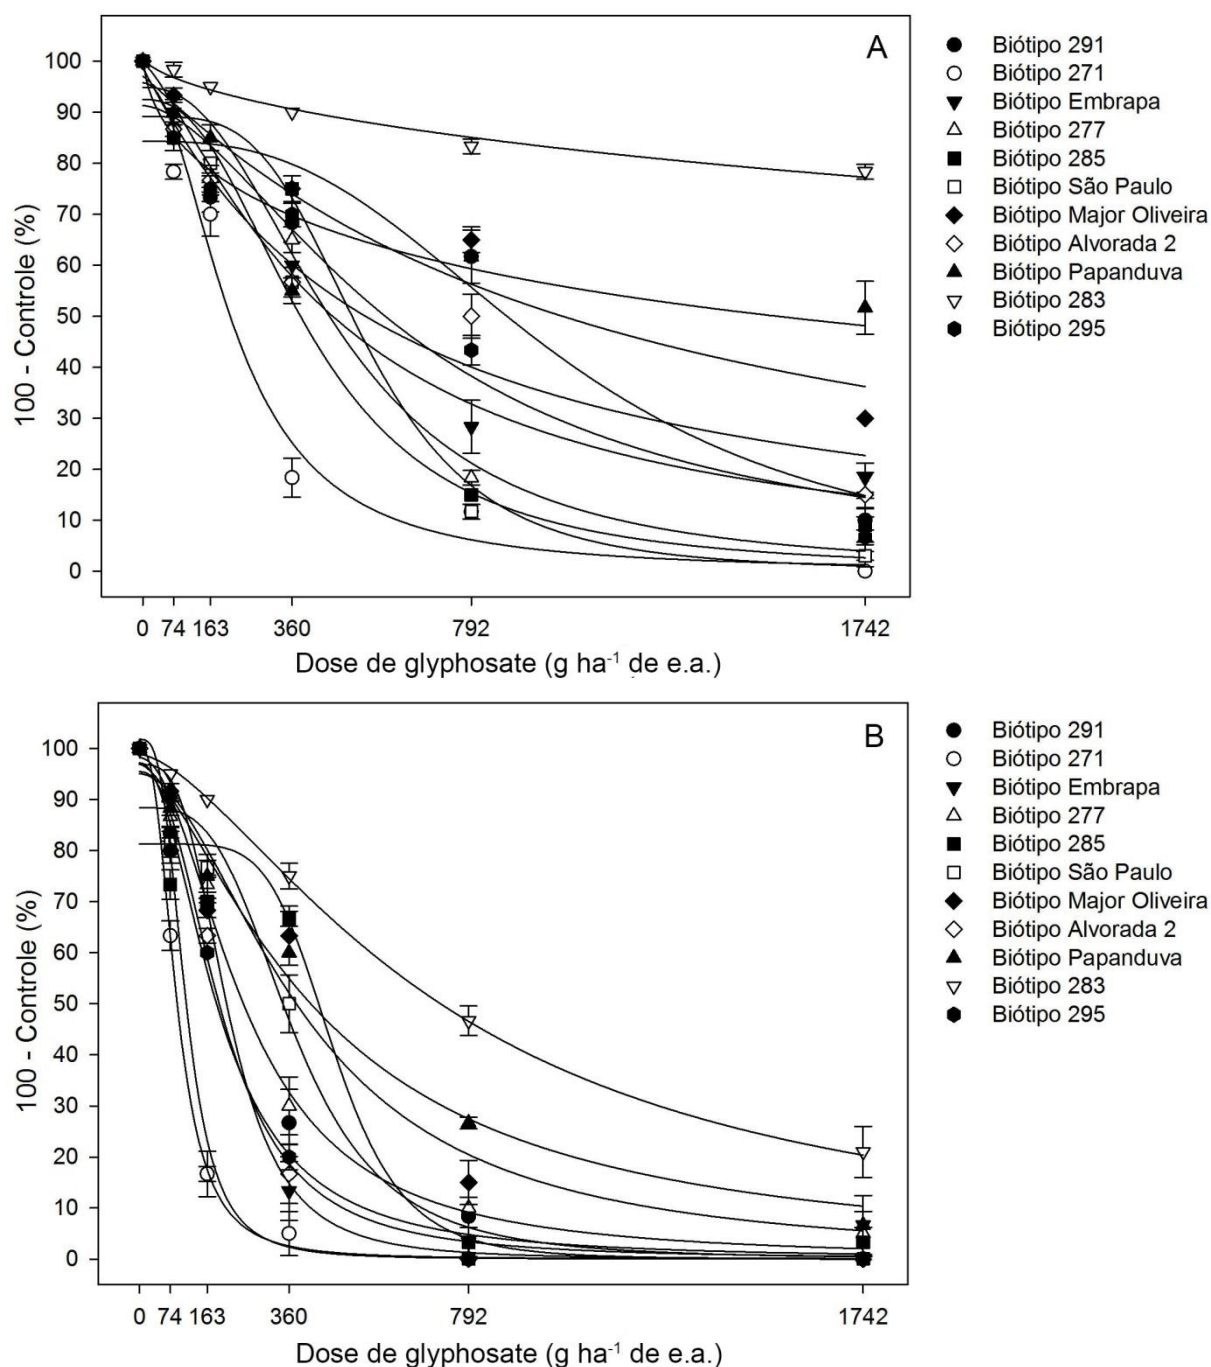 A
100 - Controle (%)
100
90
80
70
60
50
40
30
20
10
0
0 74 163 360 792 1742
Dose de glyphosate (g ha⁻¹ de e.a.)
Biótipo 291
Biótipo 271
Biótipo Embrapa
Biótipo 277
Biótipo 285
Biótipo São Paulo
Biótipo Major Oliveira
Biótipo Alvorada 2
Biótipo Papanduva
Biótipo 283
Biótipo 295
B
100 - Controle (%)
100
90
80
70
60
50
40
30
20
10
0
0 74 163 360 792 1742
Dose de glyphosate (g ha⁻¹ de e.a.)
Biótipo 291
Biótipo 271
Biótipo Embrapa
Biótipo 277
Biótipo 285
Biótipo São Paulo
Biótipo Major Oliveira
Biótipo Alvorada 2
Biótipo Papanduva
Biótipo 283
Biótipo 295